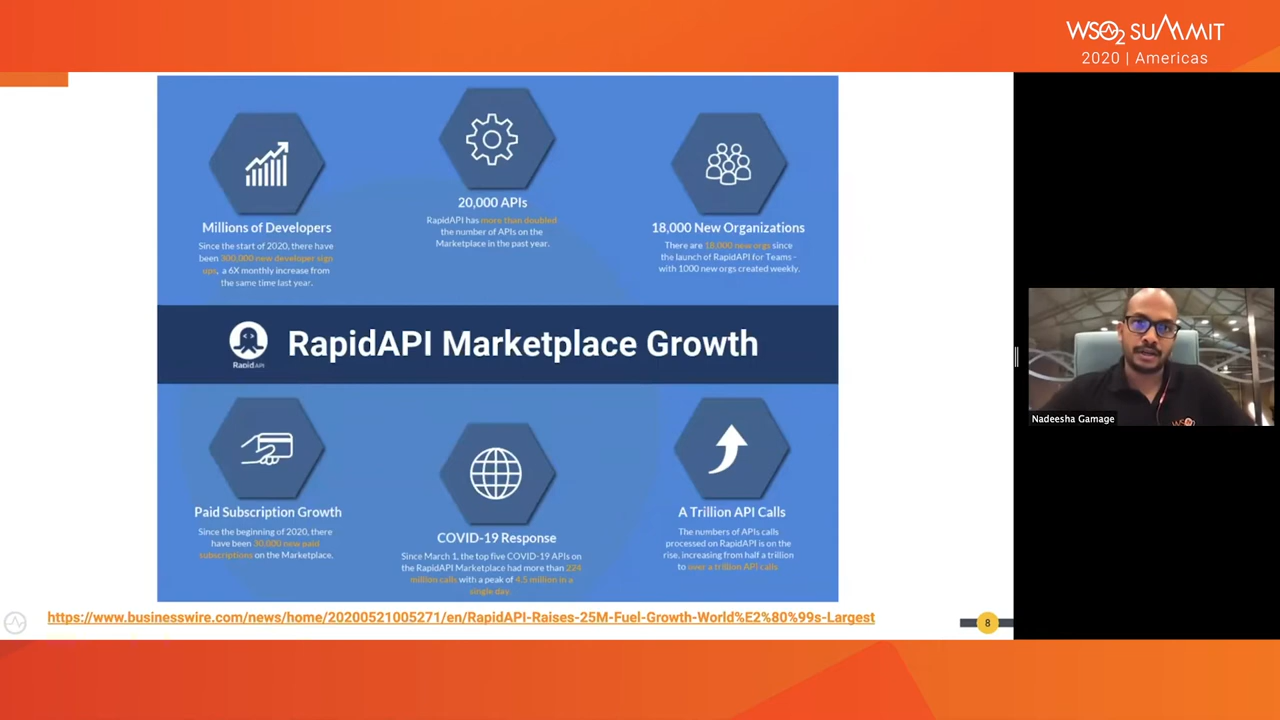 WSO2 SUMMIT
2020 | Americas
Millions of Developers
Since the start of 2020, there have
been 300,000 new developer sign
ups, a 6X monthly increase from
the same time last year.
20,000 APIs
RapidAPI has more than doubled
the number of APIs on the
Marketplace in the past year.
18,000 New Organizations
There are 18,000 new orgs since
the launch of RapidAPI for Teams -
with 1000 new orgs created weekly.
Rapid API
RapidAPI Marketplace Growth
Paid Subscription Growth
Since the beginning of 2020, there
have been 30,000 new paid
subscriptions on the Marketplace.
COVID-19 Response
Since March 1, the top five COVID-19 APIs on
the RapidAPI Marketplace had more than 224
million calls with a peak of 4.5 million in a
single day.
A Trillion API Calls
The numbers of APIs calls
processed on RapidAPI is on the
rise, increasing from half a trillion
to over a trillion API calls
https://www.businesswire.com/news/home/20200521005271/en/RapidAPI-Raises-25M-Fuel-Growth-World%E2%80%99s-Largest
8
Nadeesha Gamage
WSO2